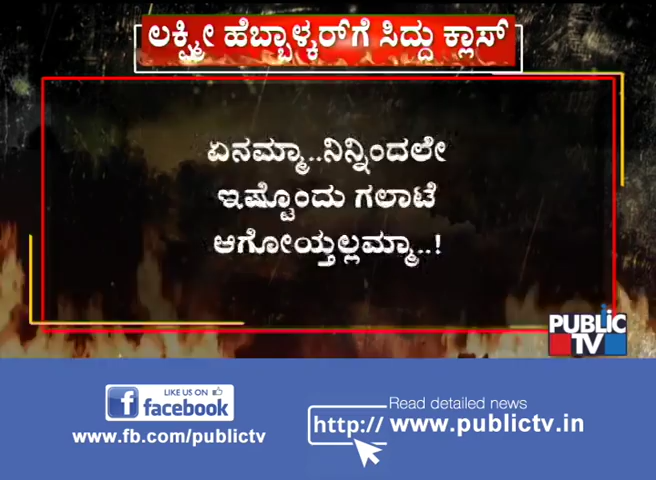 ಲಕ್ಷ್ಮೀ ಹೆಬ್ಬಾಳ್ಕರ್‌ಗೆ ಸಿದ್ದು ಕ್ಲಾಸ್
ಏನಮ್ಮಾ..ನಿನ್ನಿಂದಲೇ
ಇಷ್ಟೊಂದು ಗಲಾಟೆ
ಆಗೋಯ್ತಲ್ಲಮ್ಮಾ..!
PUBLiC
TV
LIKE US ON
facebook
www.fb.com/publictv
Read detailed news
http:// www.publictv.in